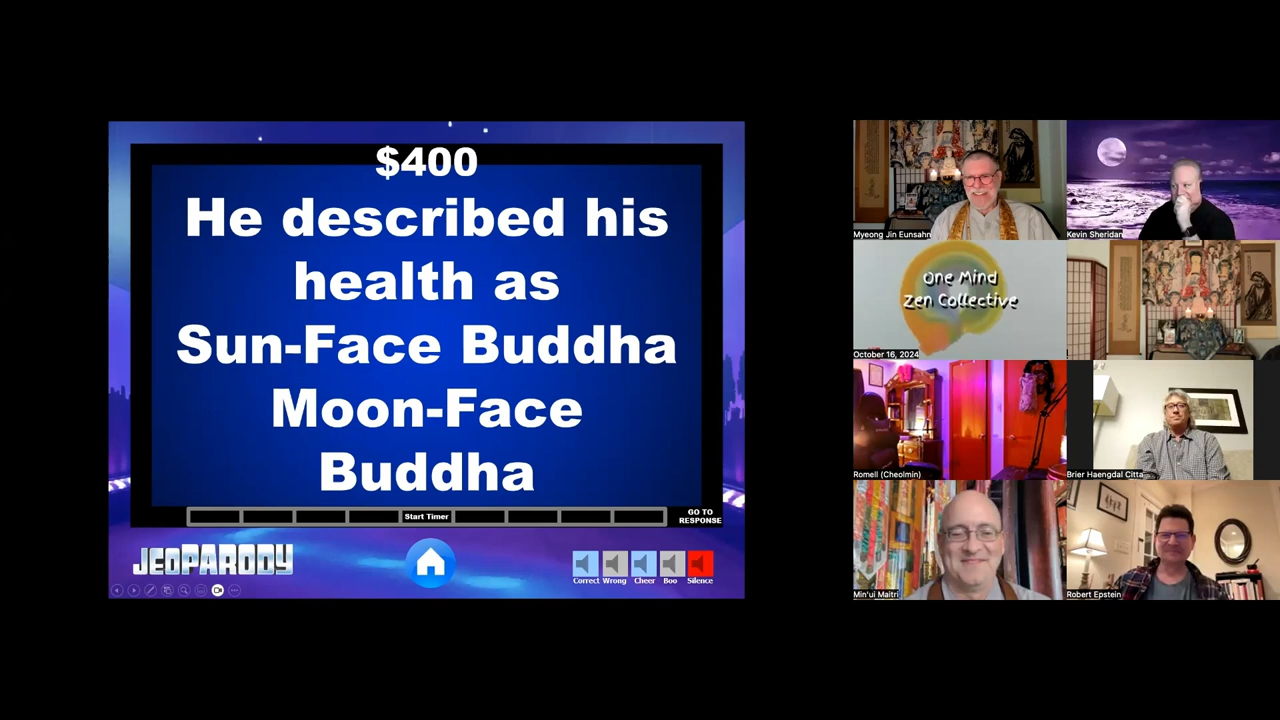 $400
He described his
health as
Sun-Face Buddha
Moon-Face
Buddha
Start Timer
GO TO
RESPONSE
JEOPARODY
Correct Wrong Cheer Boo Silence
Myeong Jin Eunsahn
Kevin Sheridan
One Mind
Zen Collective
October 16, 2024
Romell (Cheolmin)
Brier Haengdal Citta
Min'ui Maitri
Robert Epstein